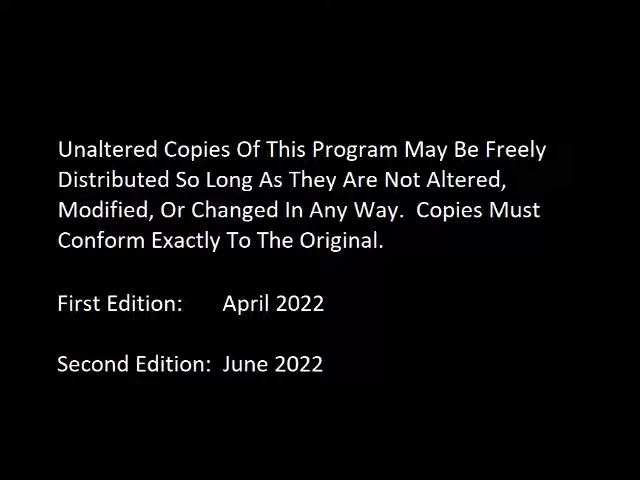 Unaltered Copies Of This Program May Be Freely
Distributed So Long As They Are Not Altered,
Modified, Or Changed In Any Way.  Copies Must
Conform Exactly To The Original.
First Edition:      April 2022
Second Edition:  June 2022